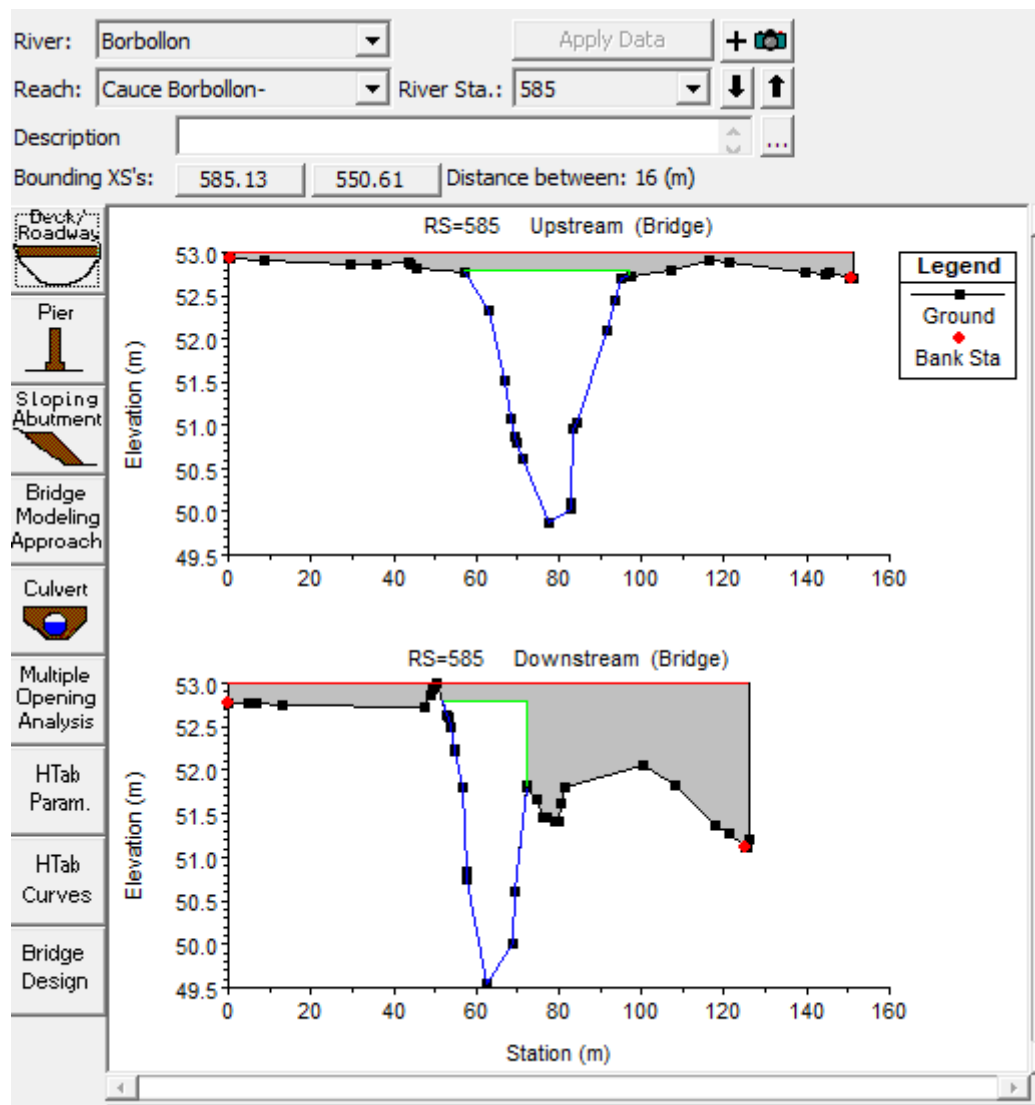 River: Borbollon Apply Data +
Reach: Cauce Borbollon- River Sta.: 585
Description ...
Bounding XS's: 585.13 550.61 Distance between: 16 (m)
Deck/
Roadway
Pier
Sloping
Abutment
Bridge
Modeling
Approach
Culvert
Multiple
Opening
Analysis
HTab
Param.
HTab
Curves
Bridge
Design
RS=585 Upstream (Bridge)
Elevation (m)
53.0
52.5
52.0
51.5
51.0
50.5
50.0
49.5
0 20 40 60 80 100 120 140 160
Legend
Ground
Bank Sta
RS=585 Downstream (Bridge)
Elevation (m)
53.0
52.5
52.0
51.5
51.0
50.5
50.0
49.5
0 20 40 60 80 100 120 140 160
Station (m)